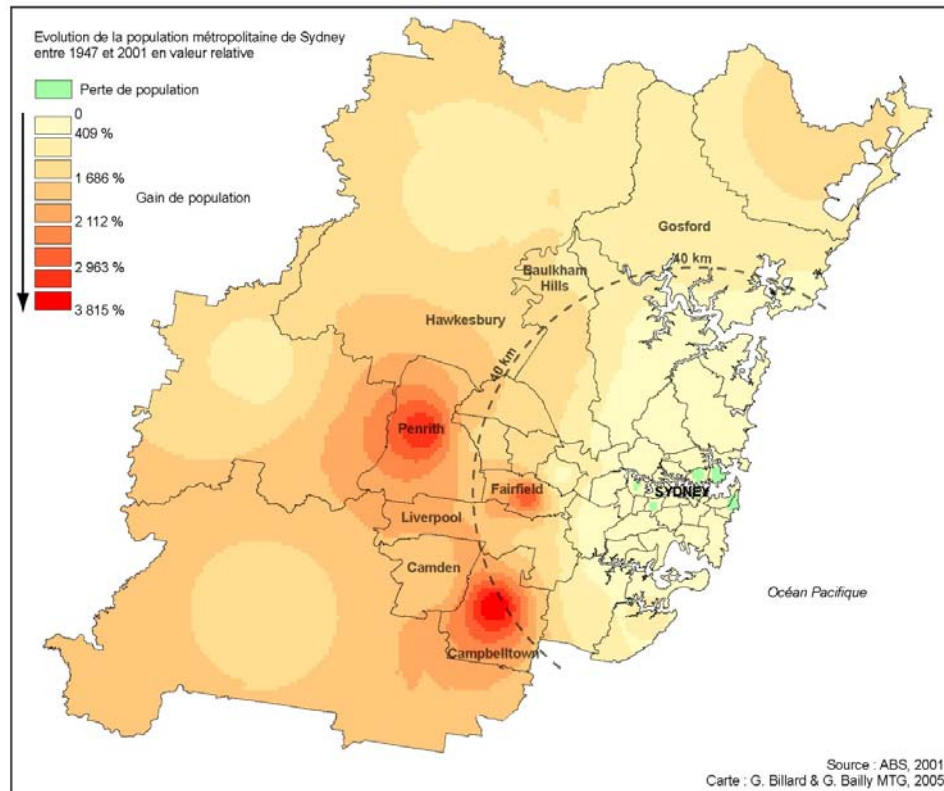 Evolution de la population métropolitaine de Sydney
entre 1947 et 2001 en valeur relative
Perte de population
0
409 %
1 686 %
Gain de population
2 112 %
2 963 %
3 815 %
Gosford
40 km
Baulkham
Hills
Hawkesbury
40 km
Penrith
Fairfield
SYDNEY
Liverpool
Camden
Océan Pacifique
Campbelltown
Source : ABS, 2001
Carte : G. Billard & G. Bailly MTG, 2005